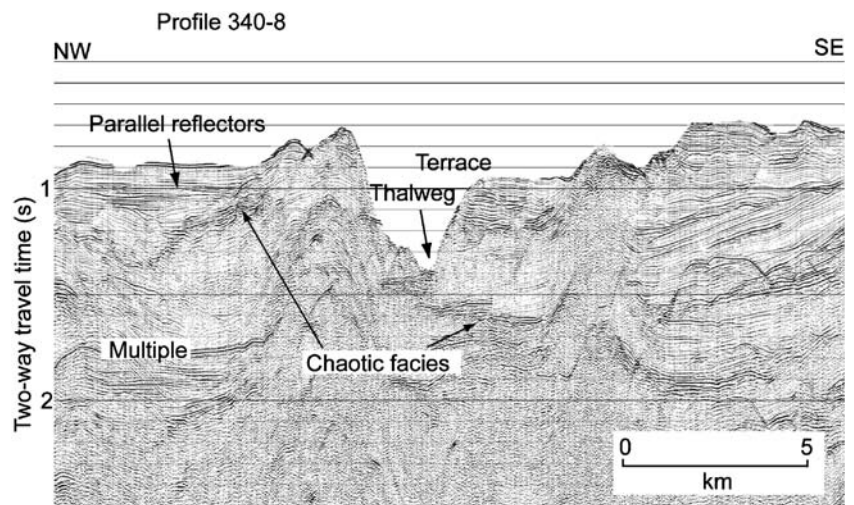 Profile 340-8
NW
SE
Parallel reflectors
Terrace
Thalweg
1
Two-way travel time (s)
Multiple
Chaotic facies
2
0
5
km